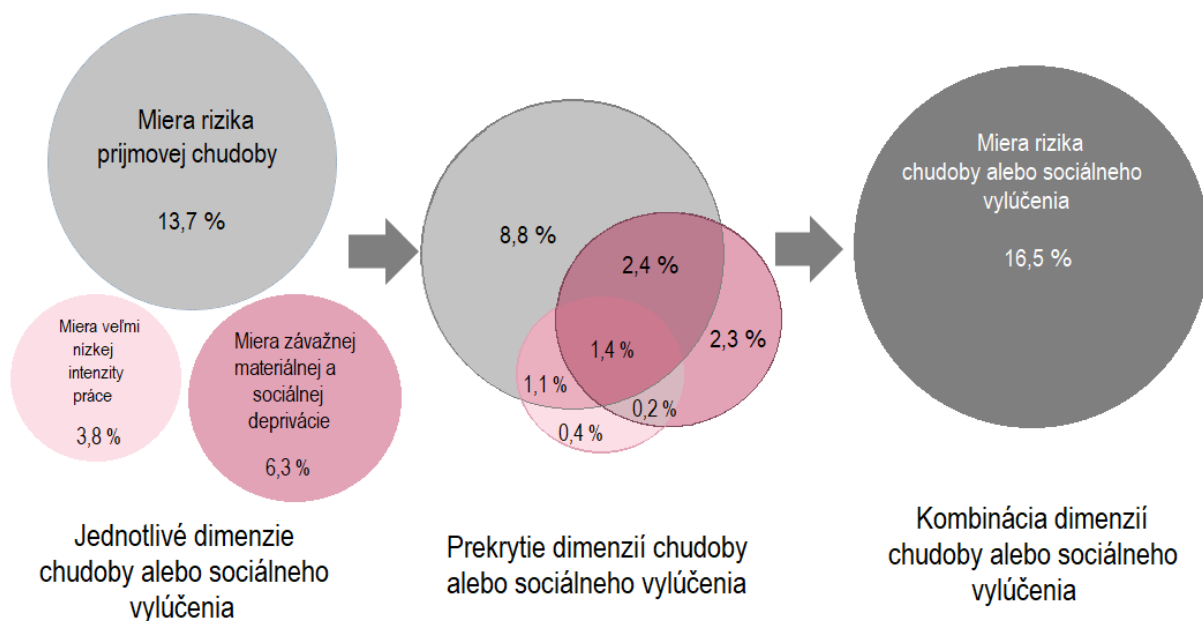 Miera rizika
príjmovej chudoby
13,7 %
Miera veľmi
nízkej
intenzity
práce
3,8 %
Miera závažnej
materiálnej a
sociálnej
deprivácie
6,3 %
Jednotlivé dimenzie
chudoby alebo sociálneho
vylúčenia
8,8 %
2,4 %
2,3 %
1,4 %
1,1 %
0,2 %
0,4 %
Prekrytie dimenzií chudoby
alebo sociálneho vylúčenia
Miera rizika
chudoby alebo sociálneho
vylúčenia
16,5 %
Kombinácia dimenzií
chudoby alebo sociálneho
vylúčenia